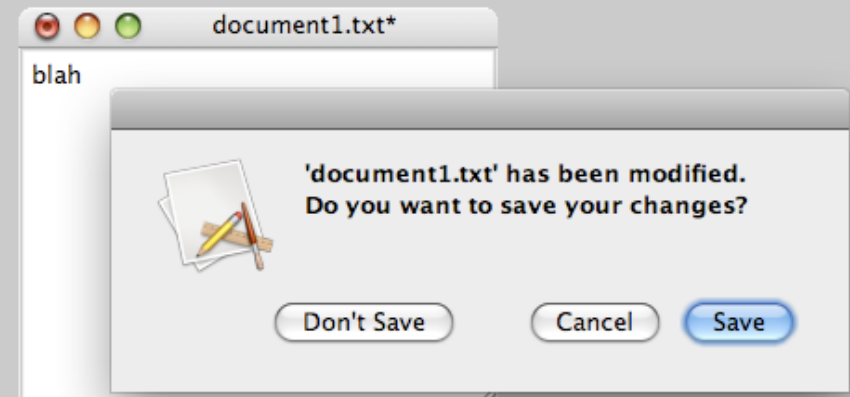 document1.txt*
blah
'document1.txt' has been modified.
Do you want to save your changes?
Don't Save Cancel Save